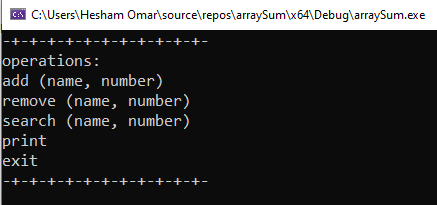 C:\Users\Hesham Omar\source\repos\arraySum\x64\Debug\arraySum.exe
-+-+-+-+-+-+-+-+-+-+-
operations:
add (name, number)
remove (name, number)
search (name, number)
print
exit
-+-+-+-+-+-+-+-+-+-+-